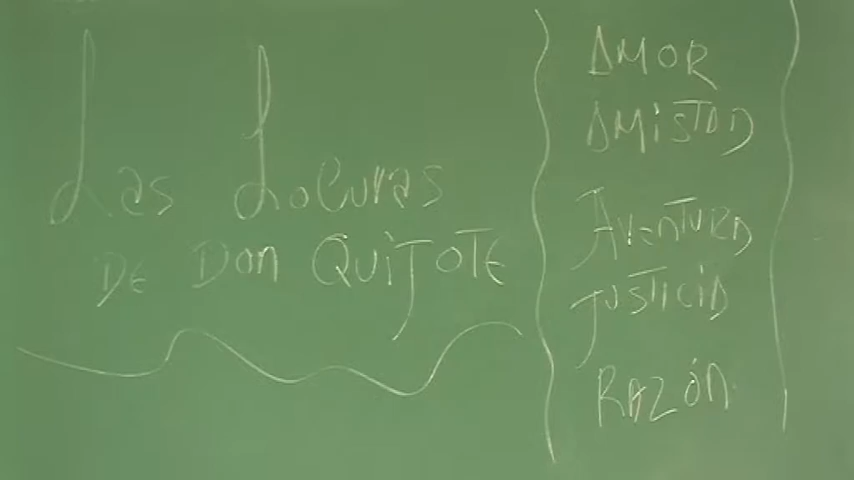 Las Locuras
DE DON QUIJOTE
AMOR
AMISTAD
AVENTURA
JUSTICIA
RAZÓN